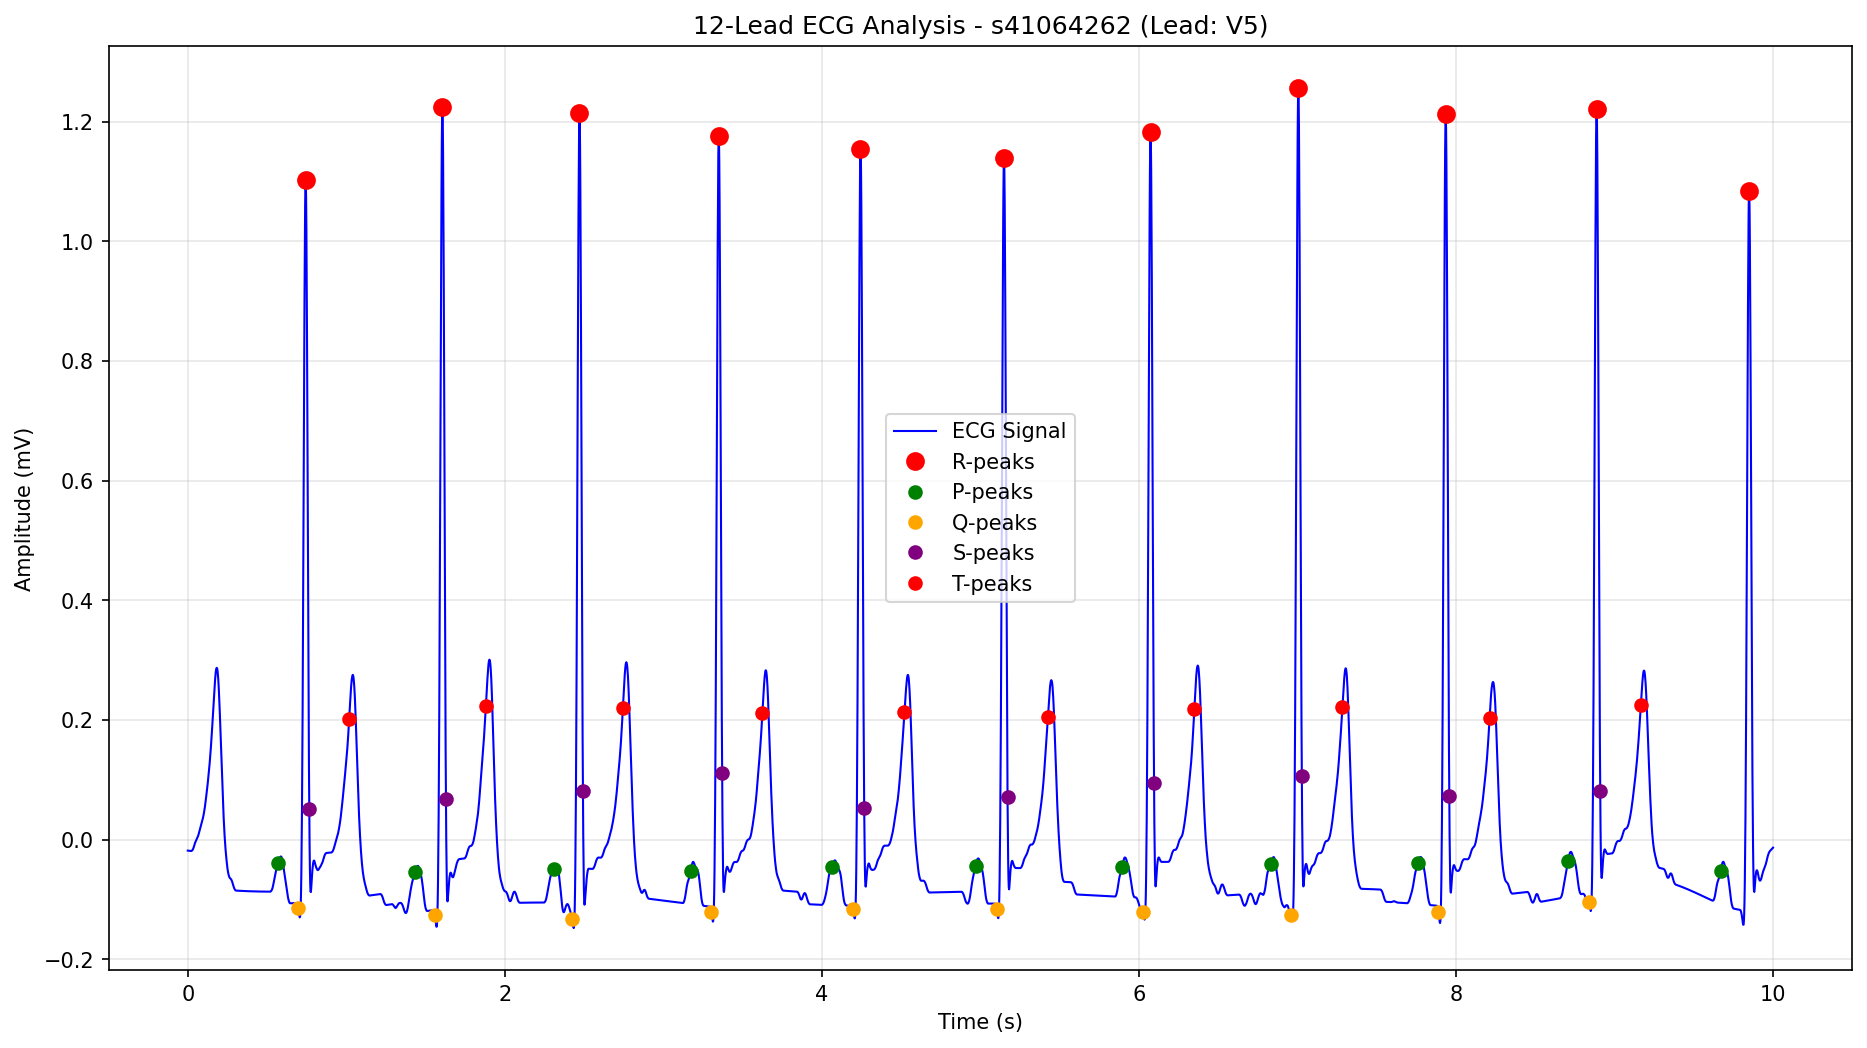 12-Lead ECG Analysis - s41064262 (Lead: V5)
Amplitude (mV)
1.2
1.0
0.8
0.6
0.4
0.2
0.0
−0.2
ECG Signal
R-peaks
P-peaks
Q-peaks
S-peaks
T-peaks
0 2 4 6 8 10
Time (s)